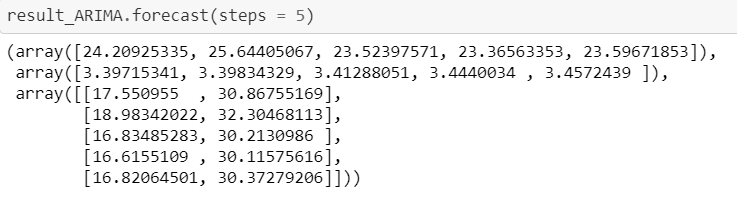 result_ARIMA.forecast(steps = 5)
(array([24.20925335, 25.64405067, 23.52397571, 23.36563353, 23.59671853]),
 array([3.39715341, 3.39834329, 3.41288051, 3.4440034 , 3.4572439 ]),
 array([[17.550955  , 30.86755169],
        [18.98342022, 32.30468113],
        [16.83485283, 30.2130986 ],
        [16.6155109 , 30.11575616],
        [16.82064501, 30.37279206]]))